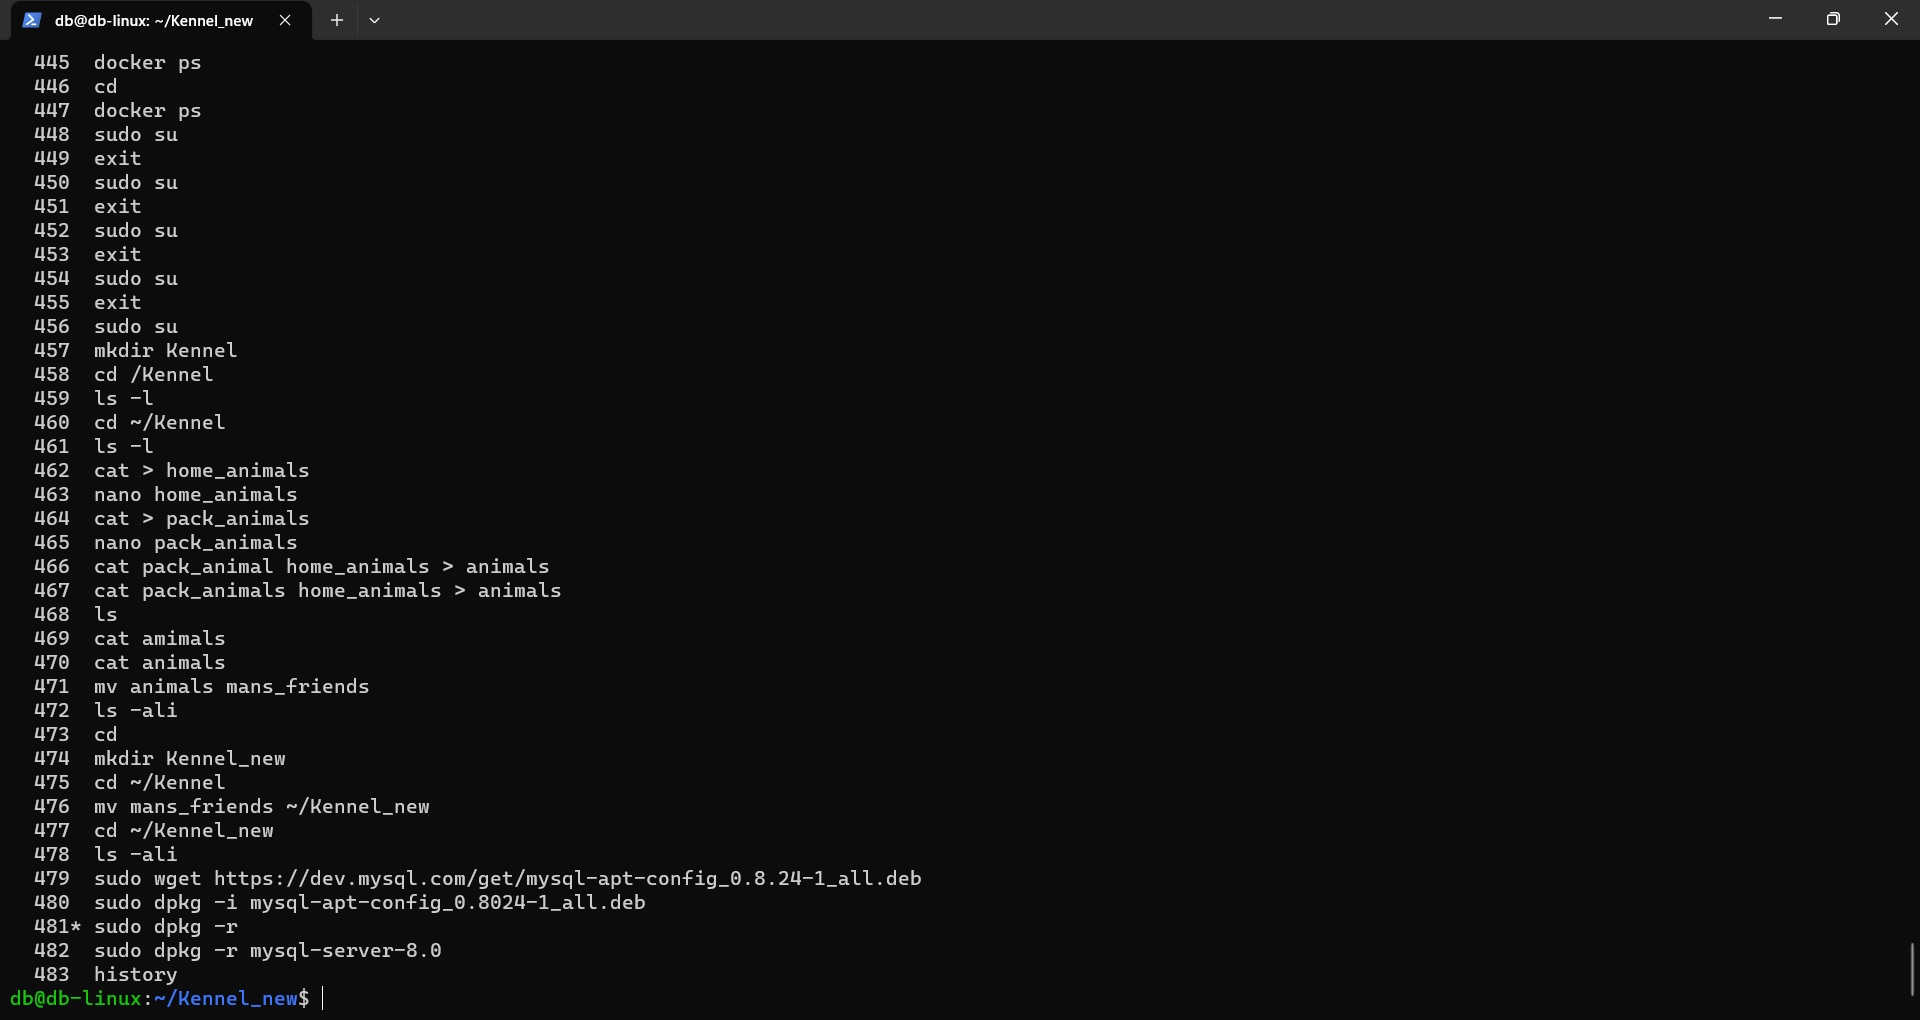 db@db-linux: ~/Kennel_new
445 docker ps
446 cd
447 docker ps
448 sudo su
449 exit
450 sudo su
451 exit
452 sudo su
453 exit
454 sudo su
455 exit
456 sudo su
457 mkdir Kennel
458 cd /Kennel
459 ls -l
460 cd ~/Kennel
461 ls -l
462 cat > home_animals
463 nano home_animals
464 cat > pack_animals
465 nano pack_animals
466 cat pack_animal home_animals > animals
467 cat pack_animals home_animals > animals
468 ls
469 cat amimals
470 cat animals
471 mv animals mans_friends
472 ls -ali
473 cd
474 mkdir Kennel_new
475 cd ~/Kennel
476 mv mans_friends ~/Kennel_new
477 cd ~/Kennel_new
478 ls -ali
479 sudo wget https://dev.mysql.com/get/mysql-apt-config_0.8.24-1_all.deb
480 sudo dpkg -i mysql-apt-config_0.8024-1_all.deb
481* sudo dpkg -r
482 sudo dpkg -r mysql-server-8.0
483 history
db@db-linux:~/Kennel_new$